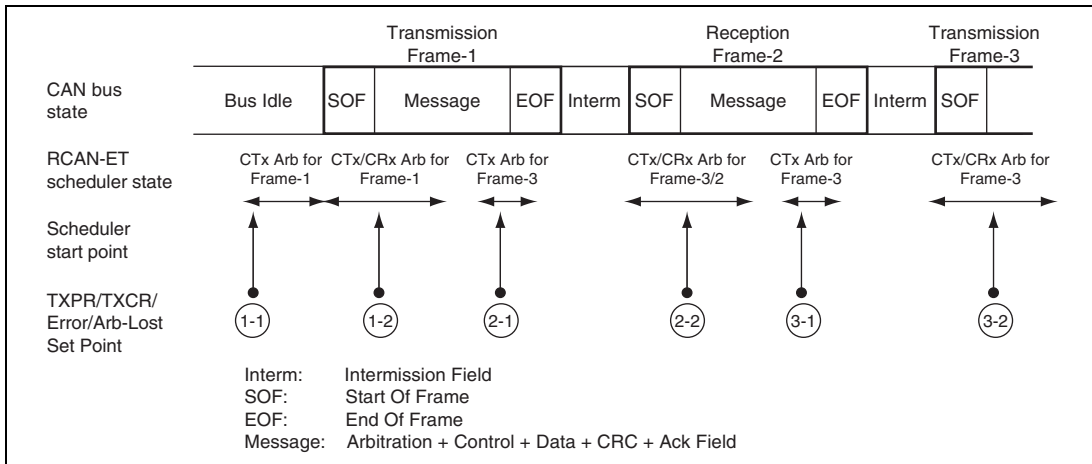 Transmission
Frame-1
Reception
Frame-2
Transmission
Frame-3
CAN bus
state
Bus Idle
SOF
Message
EOF
Interm
SOF
Message
EOF
Interm
SOF
RCAN-ET
scheduler state
CTx Arb for
Frame-1
CTx/CRx Arb for
Frame-1
CTx Arb for
Frame-3
CTx/CRx Arb for
Frame-3/2
CTx Arb for
Frame-3
CTx/CRx Arb for
Frame-3
Scheduler
start point
TXPR/TXCR/
Error/Arb-Lost
Set Point
1-1
1-2
2-1
2-2
3-1
3-2
Interm: Intermission Field
SOF: Start Of Frame
EOF: End Of Frame
Message: Arbitration + Control + Data + CRC + Ack Field